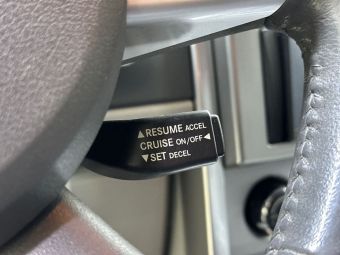 ▲RESUME ACCEL
CRUISE ON/OFF◀
▼SET DECEL